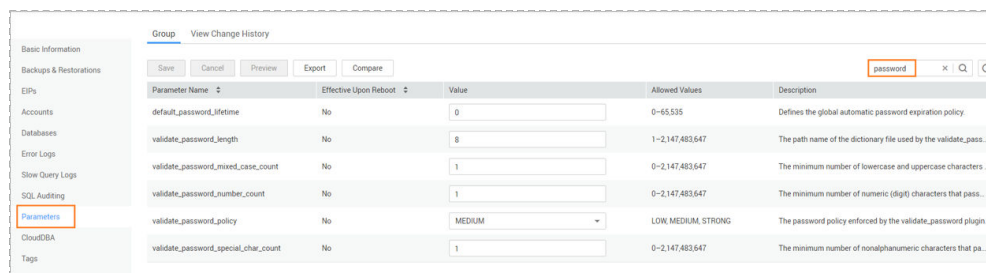 Group View Change History
Basic Information
Backups & Restorations
EIPs
Accounts
Databases
Error Logs
Slow Query Logs
SQL Auditing
Parameters
CloudDBA
Tags
Save Cancel Preview Export Compare password ×
Parameter Name Effective Upon Reboot Value Allowed Values Description
default_password_lifetime No 0 0–65,535 Defines the global automatic password expiration policy.
validate_password_length No 8 1–2,147,483,647 The path name of the dictionary file used by the validate_pass...
validate_password_mixed_case_count No 1 0–2,147,483,647 The minimum number of lowercase and uppercase characters ...
validate_password_number_count No 1 0–2,147,483,647 The minimum number of numeric (digit) characters that pass...
validate_password_policy No MEDIUM LOW, MEDIUM, STRONG The password policy enforced by the validate_password plugin
validate_password_special_char_count No 1 0–2,147,483,647 The minimum number of nonalphanumeric characters that pa...